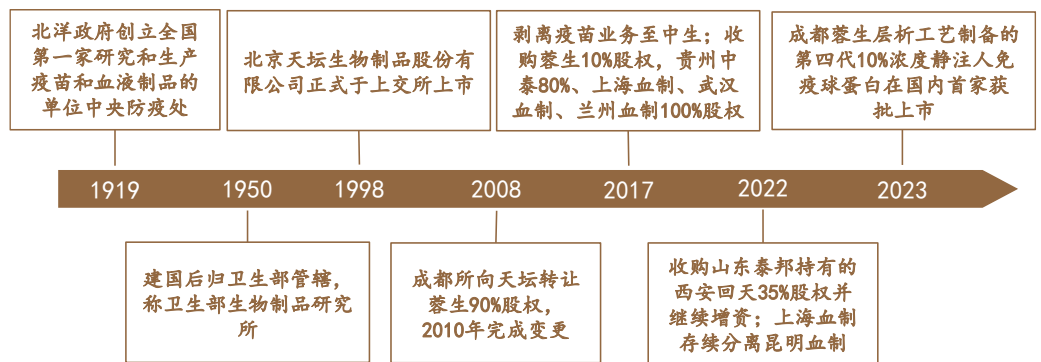 北洋政府创立全国
第一家研究和生产
疫苗和血液制品的
单位中央防疫处
北京天坛生物制品股份有
限公司正式于上交所上市
剥离疫苗业务至中生；收
购蓉生10%股权，贵州中
泰80%、上海血制、武汉
血制、兰州血制100%股权
成都蓉生层析工艺制备的
第四代10%浓度静注人免
疫球蛋白在国内首家获
批上市
1919
1950
1998
2008
2017
2022
2023
建国后归卫生部管辖，
称卫生部生物制品研究
所
成都所向天坛转让
蓉生90%股权，
2010年完成变更
收购山东泰邦持有的
西安回天35%股权并
继续增资；上海血制
存续分离昆明血制